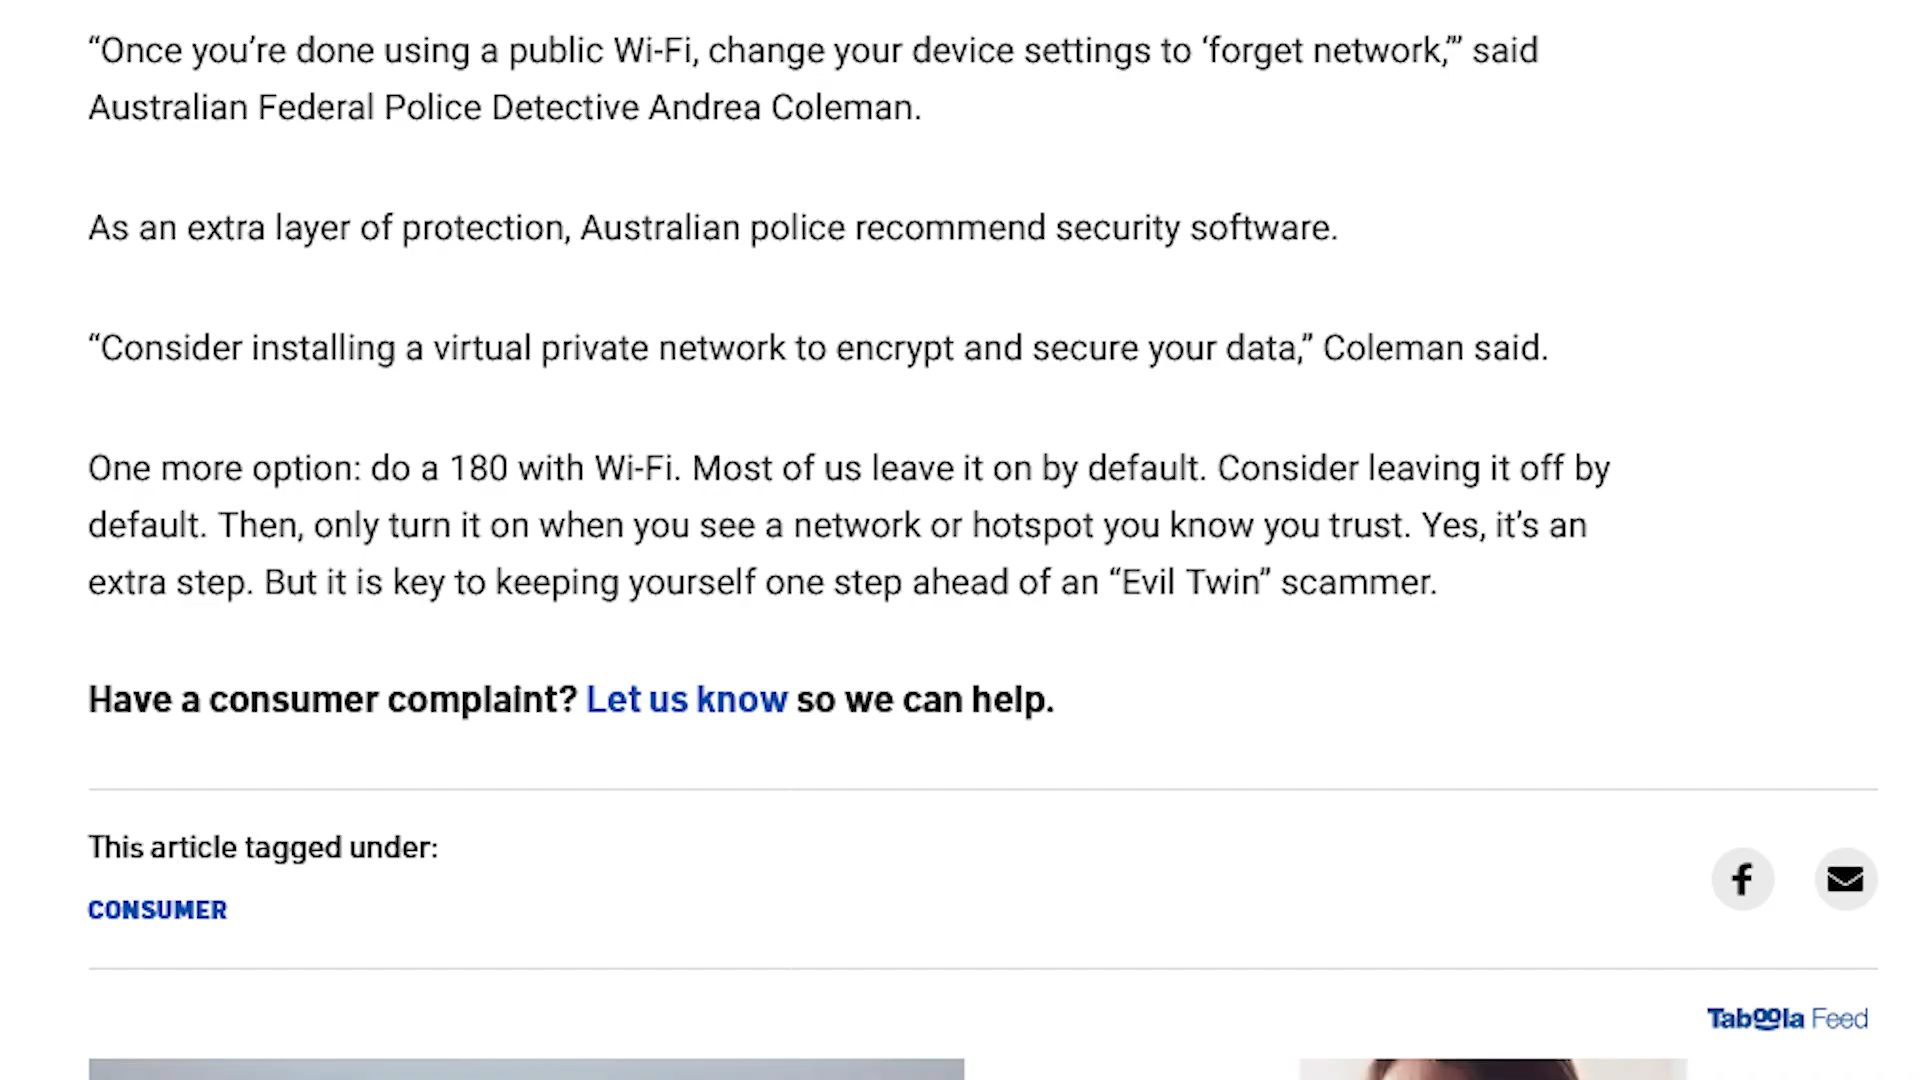 “Once you’re done using a public Wi-Fi, change your device settings to ‘forget network,’” said
Australian Federal Police Detective Andrea Coleman.
As an extra layer of protection, Australian police recommend security software.
“Consider installing a virtual private network to encrypt and secure your data,” Coleman said.
One more option: do a 180 with Wi-Fi. Most of us leave it on by default. Consider leaving it off by
default. Then, only turn it on when you see a network or hotspot you know you trust. Yes, it’s an
extra step. But it is key to keeping yourself one step ahead of an “Evil Twin” scammer.
Have a consumer complaint? Let us know so we can help.
This article tagged under:
CONSUMER
Taboola Feed